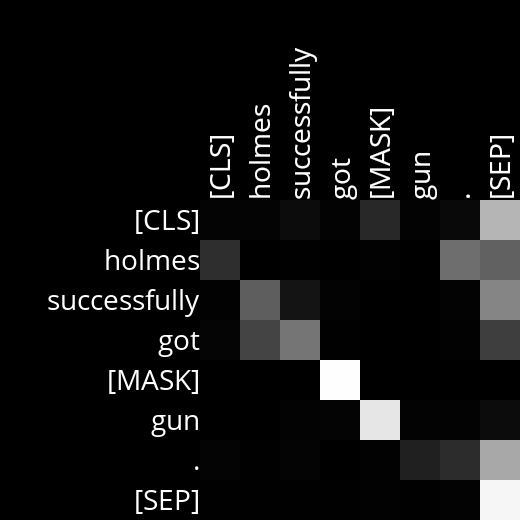 [CLS]
holmes
successfully
got
[MASK]
gun
.
[SEP]
[CLS]
holmes
successfully
got
[MASK]
gun
.
[SEP]